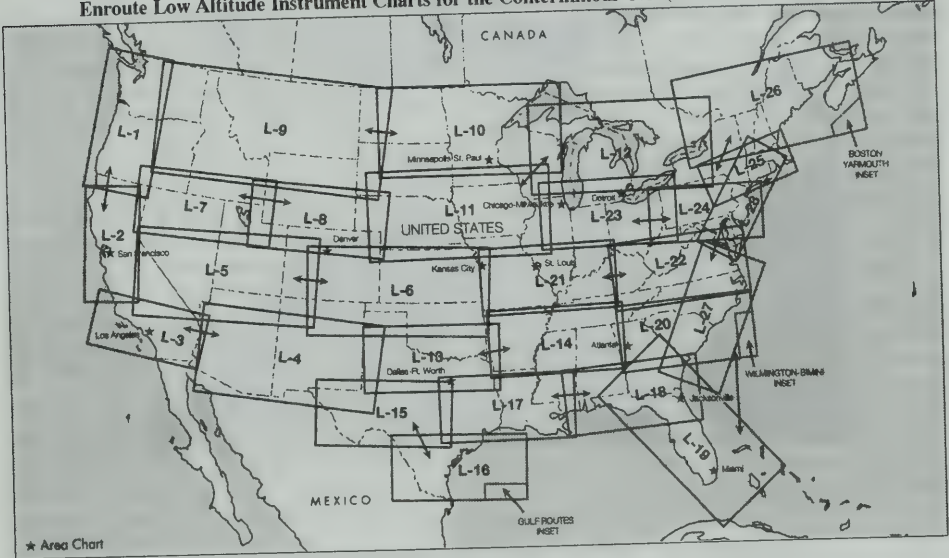 Enroute Low Altitude Instrument Charts for the Conterminous
CANADA
L-1
L-9
L-10
L-12
L-26
Minneapolis St. Paul
BOSTON
YARMOUTH
INSET
L-25
L-7
L-8
L-11
Chicago-Milwaukee
Detroit
L-23
L-24
L-28
UNITED STATES
Denver
L-2
San Francisco
L-5
L-6
Kansas City
St. Louis
L-21
L-22
Los Angeles
L-3
L-4
L-13
Dallas-Ft. Worth
L-14
Atlanta
L-20
L-27
WILMINGTON-BIMINI
INSET
L-15
L-17
L-18
Jacksonville
L-16
L-19
Miami
MEXICO
GULF ROUTES
INSET
★ Area Chart